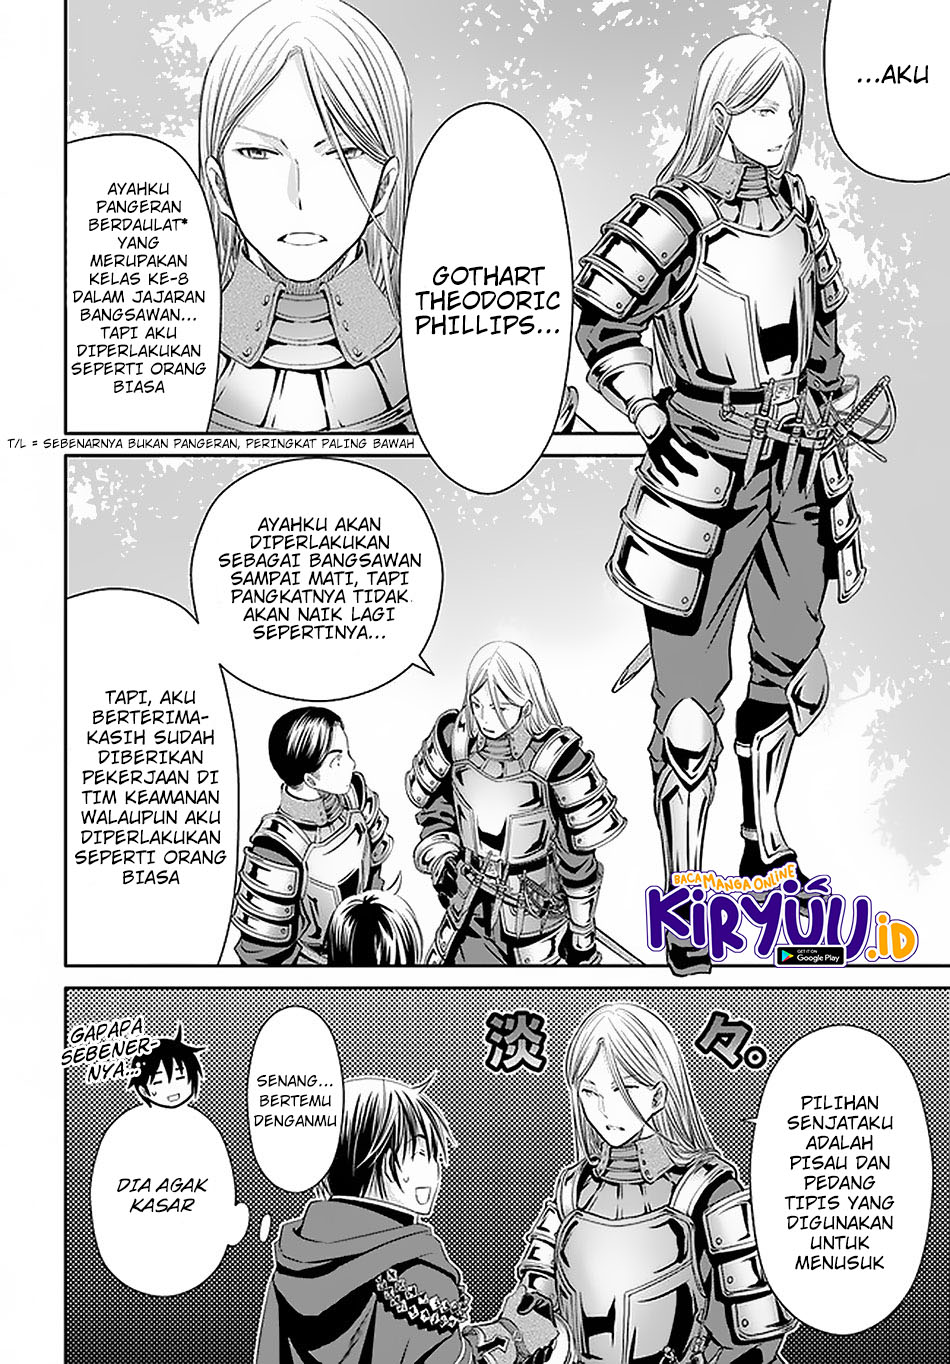 ...AKU
GOTHART
THEODORIC
PHILLIPS...
AYAHKU
PANGERAN
BERDAULAT*
YANG
MERUPAKAN
KELAS KE-8
DALAM JAJARAN
BANGSAWAN...
TAPI AKU
DIPERLAKUKAN
SEPERTI ORANG
BIASA
T/L = SEBENARNYA BUKAN PANGERAN, PERINGKAT PALING BAWAH
AYAHKU AKAN
DIPERLAKUKAN
SEBAGAI BANGSAWAN
SAMPAI MATI, TAPI
PANGKATNYA TIDAK
AKAN NAIK LAGI
SEPERTINYA...
TAPI, AKU
BERTERIMA-
KASIH SUDAH
DIBERIKAN
PEKERJAAN DI
TIM KEAMANAN
WALAUPUN AKU
DIPERLAKUKAN
SEPERTI ORANG
BIASA
BACA MANGA ONLINE
KIRYUU.ID
GET IT ON
Google Play
淡々。
PILIHAN
SENJATAKU
ADALAH
PISAU DAN
PEDANG
TIPIS YANG
DIGUNAKAN
UNTUK
MENUSUK
SENANG...
BERTEMU
DENGANMU
GAPAPA
SEBENER-
NYA...
DIA AGAK
KASAR